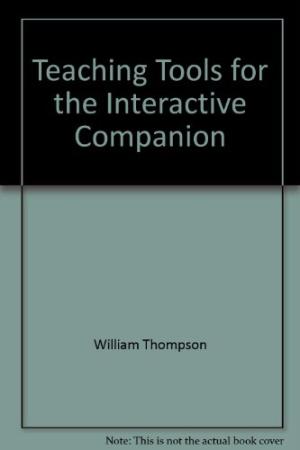 Teaching Tools for
the Interactive
Companion
William Thompson
Note: This is not the actual book cover